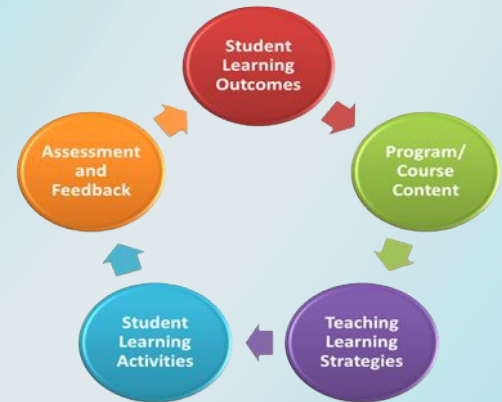 Student
Learning
Outcomes
Program/
Course
Content
Teaching
Learning
Strategies
Student
Learning
Activities
Assessment
and
Feedback